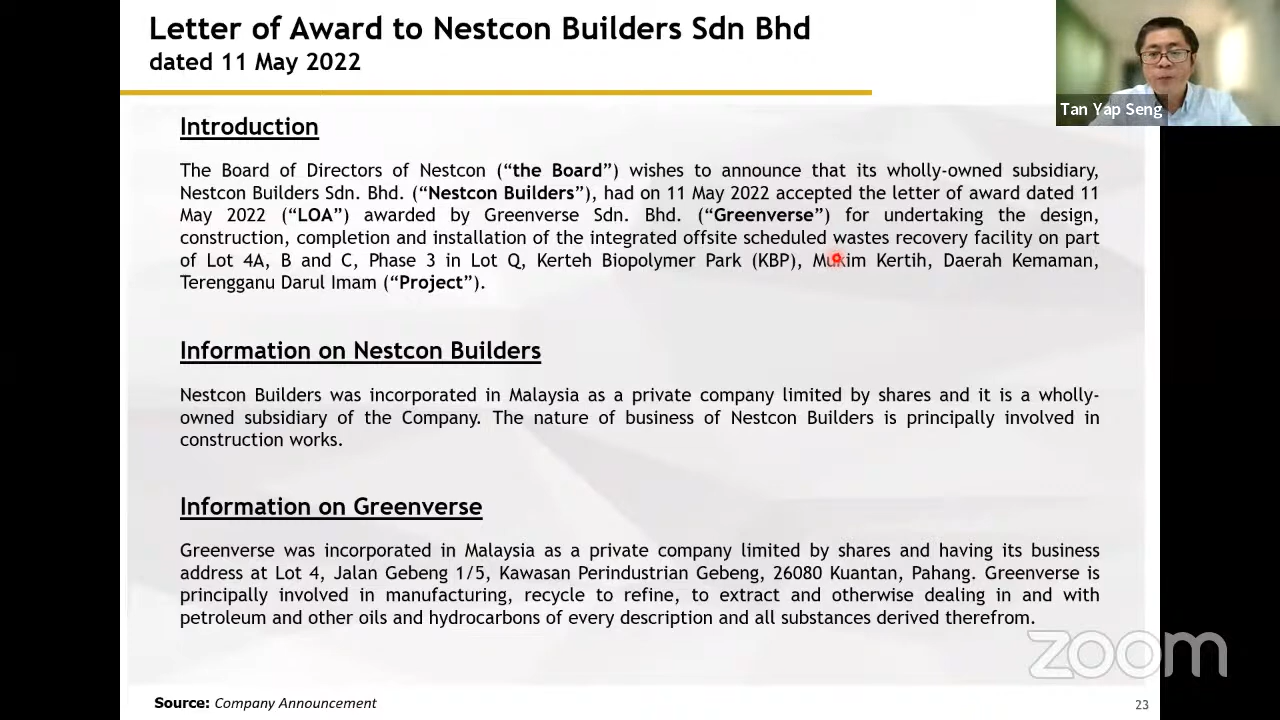 Letter of Award to Nestcon Builders Sdn Bhd
dated 11 May 2022
Tan Yap Seng
Introduction
The Board of Directors of Nestcon (“the Board”) wishes to announce that its wholly-owned subsidiary,
Nestcon Builders Sdn. Bhd. (“Nestcon Builders”), had on 11 May 2022 accepted the letter of award dated 11
May 2022 (“LOA”) awarded by Greenverse Sdn. Bhd. (“Greenverse”) for undertaking the design,
construction, completion and installation of the integrated offsite scheduled wastes recovery facility on part
of Lot 4A, B and C, Phase 3 in Lot Q, Kerteh Biopolymer Park (KBP), Mukim Kertih, Daerah Kemaman,
Terengganu Darul Imam (“Project”).
Information on Nestcon Builders
Nestcon Builders was incorporated in Malaysia as a private company limited by shares and it is a wholly-
owned subsidiary of the Company. The nature of business of Nestcon Builders is principally involved in
construction works.
Information on Greenverse
Greenverse was incorporated in Malaysia as a private company limited by shares and having its business
address at Lot 4, Jalan Gebeng 1/5, Kawasan Perindustrian Gebeng, 26080 Kuantan, Pahang. Greenverse is
principally involved in manufacturing, recycle to refine, to extract and otherwise dealing in and with
petroleum and other oils and hydrocarbons of every description and all substances derived therefrom.
zoom
Source: Company Announcement
23